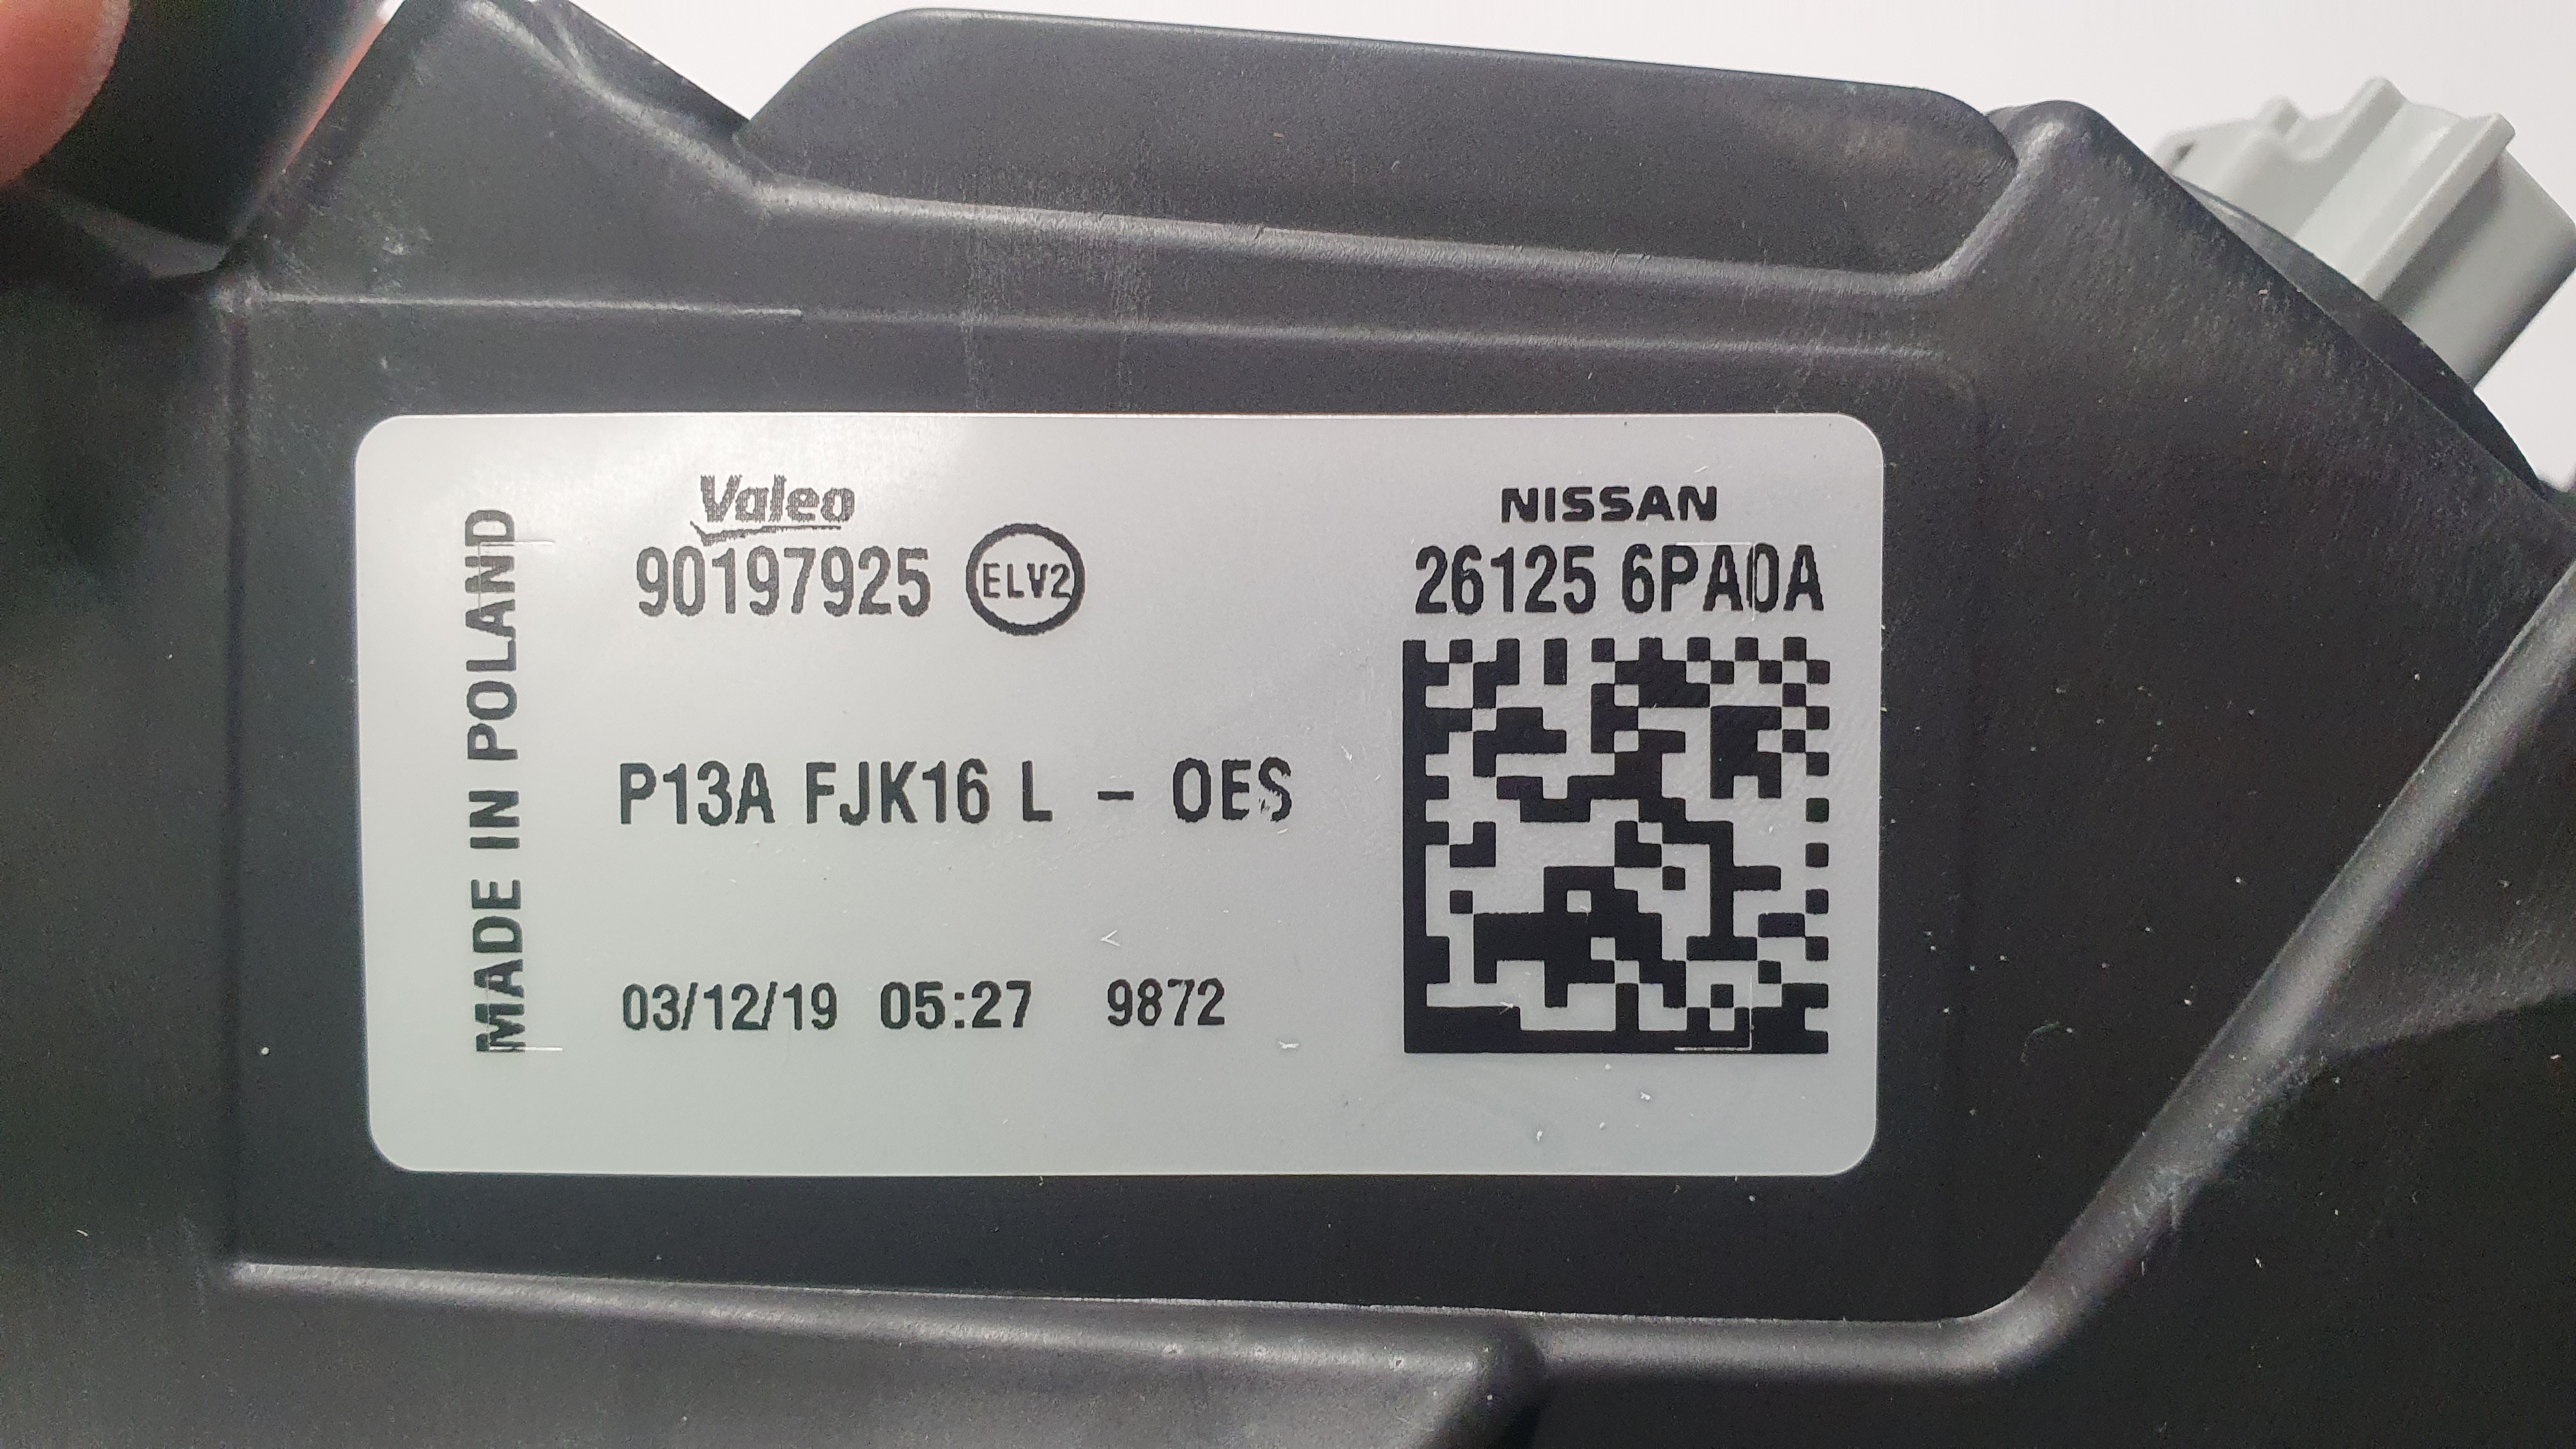 MADE IN POLAND
Valeo
90197925 ELV2
P13A FJK16 L - OES
03/12/19 05:27 9872
NISSAN
26125 6PA0A